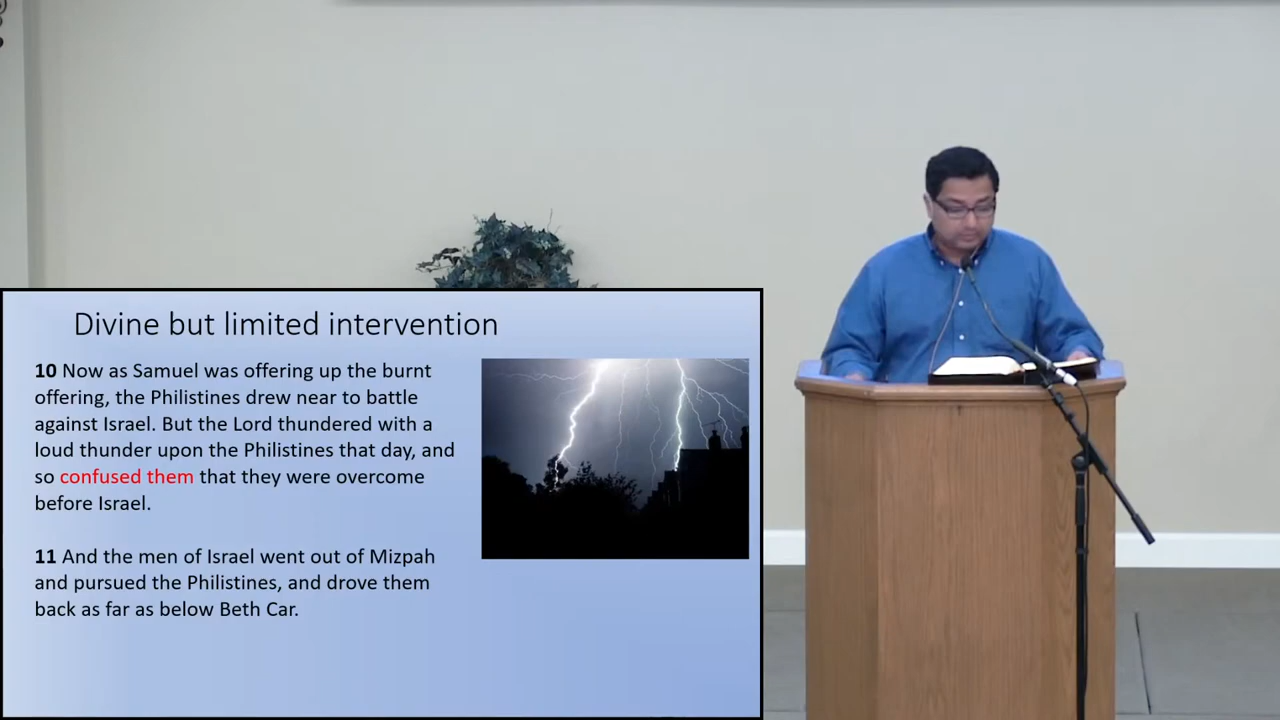 Divine but limited intervention
10 Now as Samuel was offering up the burnt
offering, the Philistines drew near to battle
against Israel. But the Lord thundered with a
loud thunder upon the Philistines that day, and
so confused them that they were overcome
before Israel.
11 And the men of Israel went out of Mizpah
and pursued the Philistines, and drove them
back as far as below Beth Car.